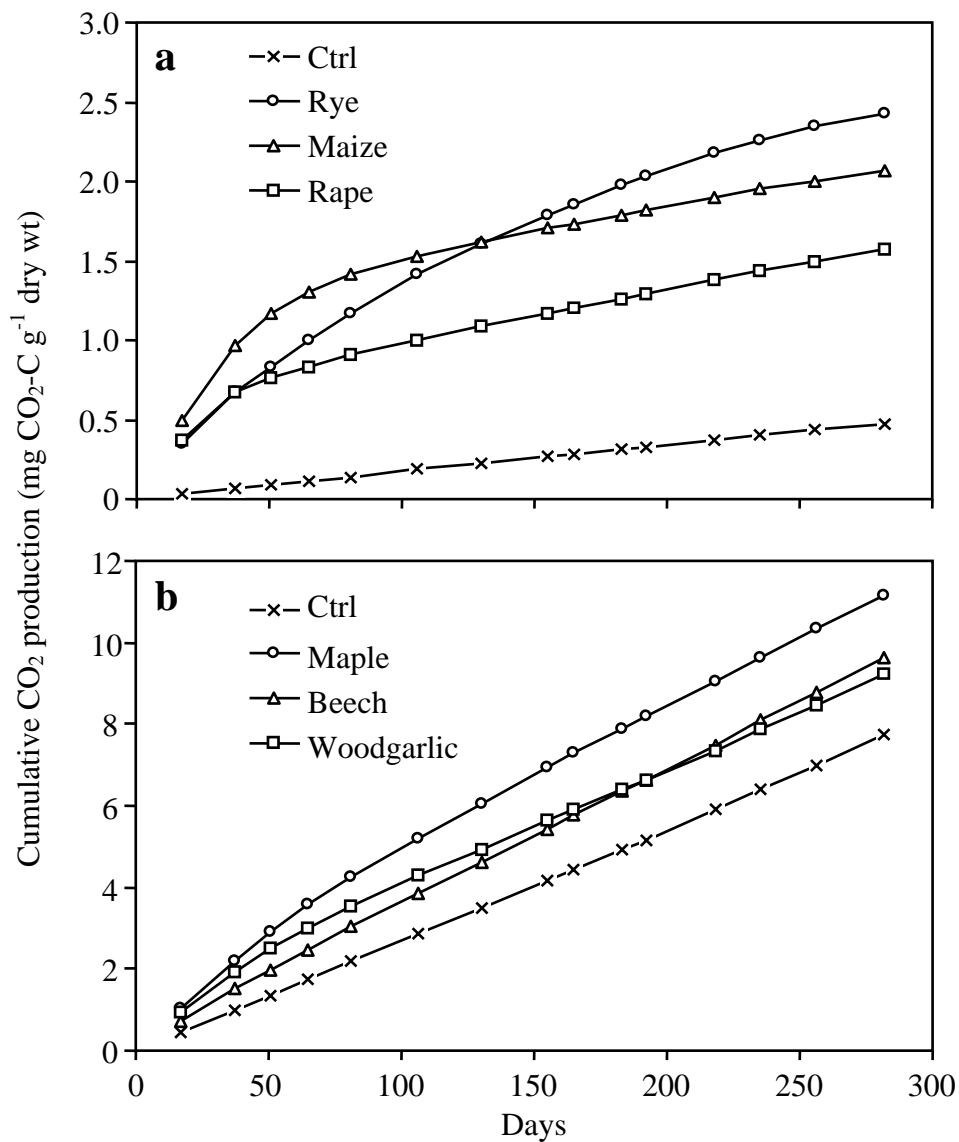 Cumulative CO₂ production (mg CO₂-C g⁻¹ dry wt)
3.0
2.5
2.0
1.5
1.0
0.5
0
a
Ctrl
Rye
Maize
Rape
12
10
8
6
4
2
0
b
Ctrl
Maple
Beech
Woodgarlic
0 50 100 150 200 250 300
Days